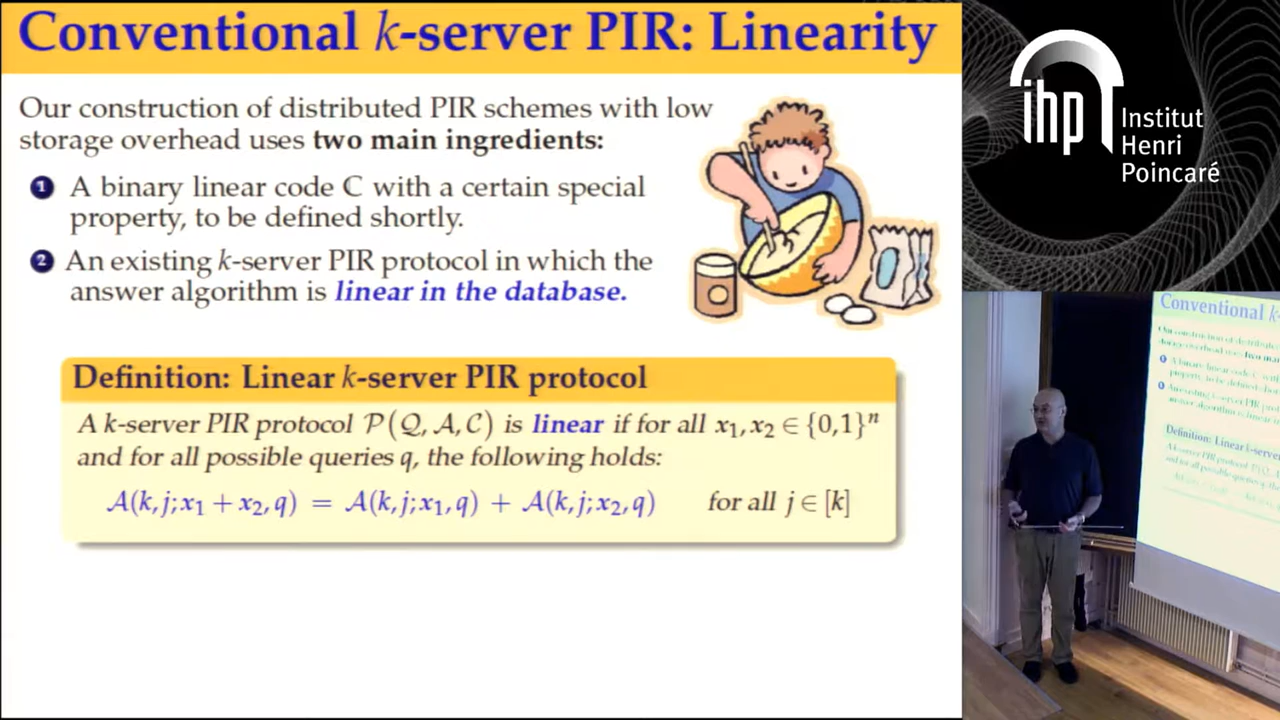 Conventional k-server PIR: Linearity
Our construction of distributed PIR schemes with low
storage overhead uses two main ingredients:
1 A binary linear code C with a certain special
property, to be defined shortly.
2 An existing k-server PIR protocol in which the
answer algorithm is linear in the database.
Definition: Linear k-server PIR protocol
A k-server PIR protocol P(Q, A, C) is linear if for all x₁, x₂ ∈ {0,1}ⁿ
and for all possible queries q, the following holds:
A(k, j; x₁ + x₂, q) = A(k, j; x₁, q) + A(k, j; x₂, q) for all j ∈ [k]
ihp Institut
Henri
Poincaré
Conventional k-
Definition: Linear k-server